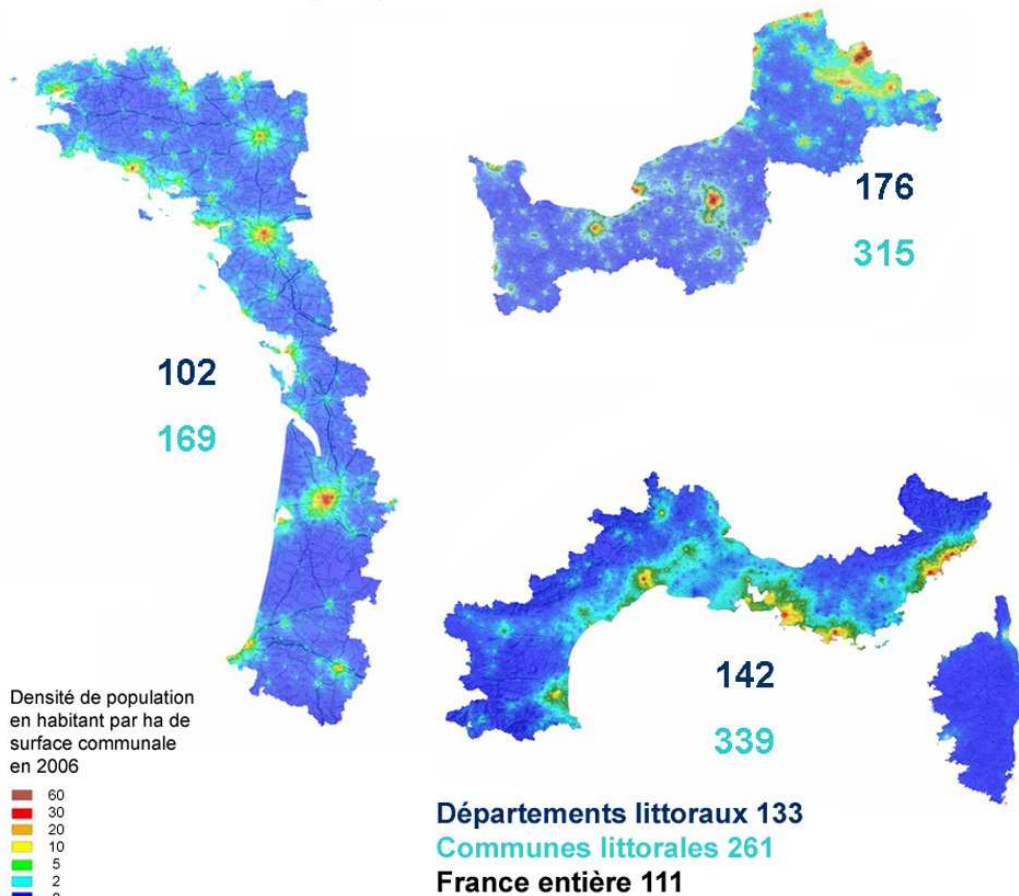 176
315
102
169
142
339
Densité de population
en habitant par ha de
surface communale
en 2006
60
30
20
10
5
2
0
Départements littoraux 133
Communes littorales 261
France entière 111